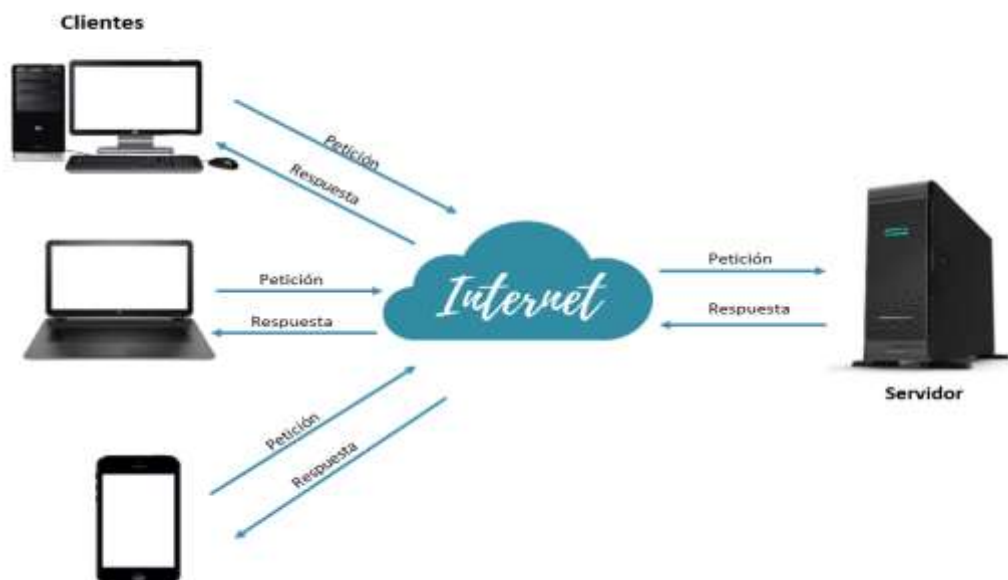 Clientes
Petición
Respuesta
Petición
Respuesta
Internet
Petición
Respuesta
Petición
Respuesta
Servidor